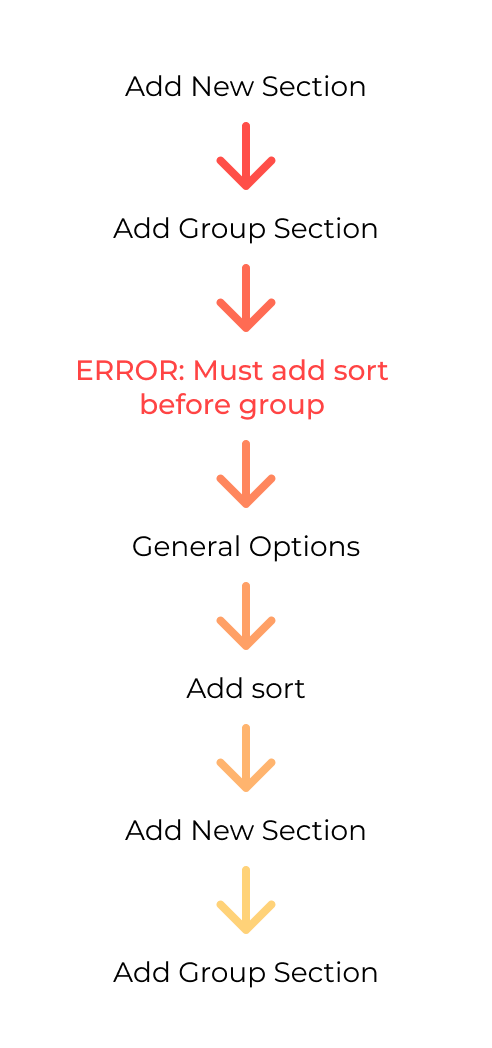 Add New Section
Add Group Section
ERROR: Must add sort
before group
General Options
Add sort
Add New Section
Add Group Section